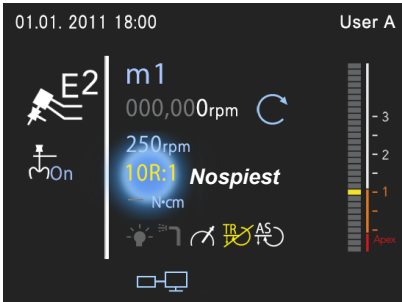 01.01. 2011 18:00 User A
E2
m1
000,000rpm
On
250rpm
10R:1 Nospiest
N·cm
TR AS
3
2
1
Apex